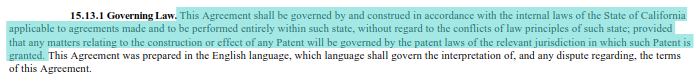 15.13.1 Governing Law. This Agreement shall be governed by and construed in accordance with the internal laws of the State of California
applicable to agreements made and to be performed entirely within such state, without regard to the conflicts of law principles of such state; provided
that any matters relating to the construction or effect of any Patent will be governed by the patent laws of the relevant jurisdiction in which such Patent is
granted. This Agreement was prepared in the English language, which language shall govern the interpretation of, and any dispute regarding, the terms
of this Agreement.